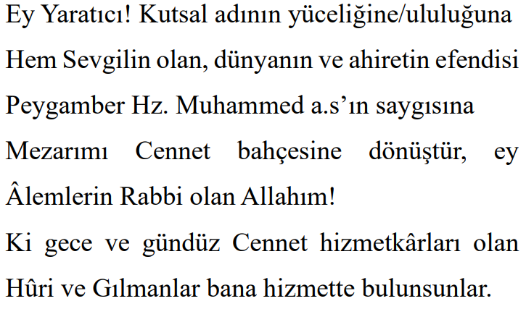 Ey Yaratıcı! Kutsal adının yüceliğine/ululuğuna
Hem Sevgilin olan, dünyanın ve ahiretin efendisi
Peygamber Hz. Muhammed a.s’ın saygısına
Mezarımı Cennet bahçesine dönüştür, ey
Âlemlerin Rabbi olan Allahım!
Ki gece ve gündüz Cennet hizmetkârları olan
Hûri ve Gılmanlar bana hizmette bulunsunlar.